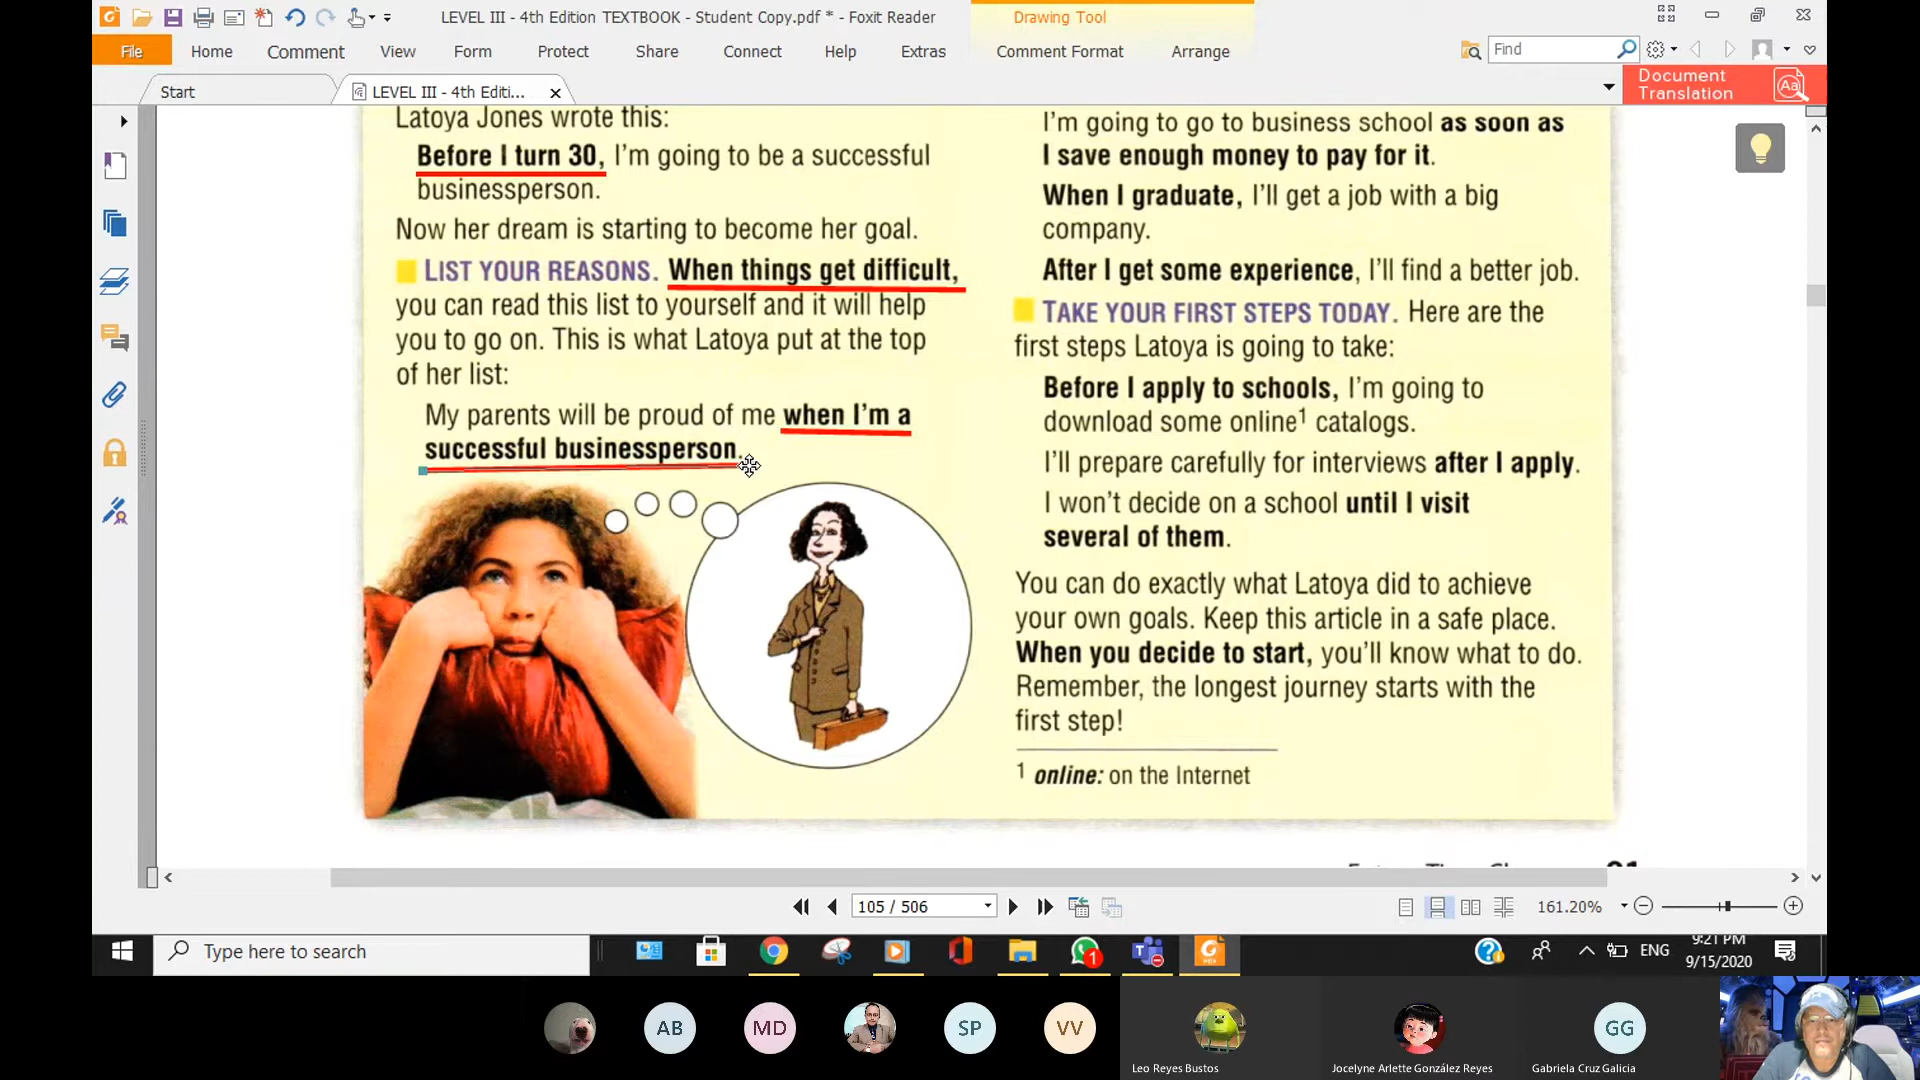 LEVEL III - 4th Edition TEXTBOOK - Student Copy.pdf * - Foxit Reader
Drawing Tool
File
Home
Comment
View
Form
Protect
Share
Connect
Help
Extras
Comment Format
Arrange
Find
Start
LEVEL III - 4th Editi...
Document
Translation
Latoya Jones wrote this:
Before I turn 30, I'm going to be a successful
businessperson.
Now her dream is starting to become her goal.
LIST YOUR REASONS. When things get difficult,
you can read this list to yourself and it will help
you to go on. This is what Latoya put at the top
of her list:
My parents will be proud of me when I'm a
successful businessperson.
I'm going to go to business school as soon as
I save enough money to pay for it.
When I graduate, I'll get a job with a big
company.
After I get some experience, I'll find a better job.
TAKE YOUR FIRST STEPS TODAY. Here are the
first steps Latoya is going to take:
Before I apply to schools, I'm going to
download some online¹ catalogs.
I'll prepare carefully for interviews after I apply.
I won't decide on a school until I visit
several of them.
You can do exactly what Latoya did to achieve
your own goals. Keep this article in a safe place.
When you decide to start, you'll know what to do.
Remember, the longest journey starts with the
first step!
¹ online: on the Internet
105 / 506
161.20%
Type here to search
1
ENG
9:21 PM
9/15/2020
AB
MD
SP
VV
GG
Leo Reyes Bustos
Jocelyne Arlette González Reyes
Gabriela Cruz Galicia